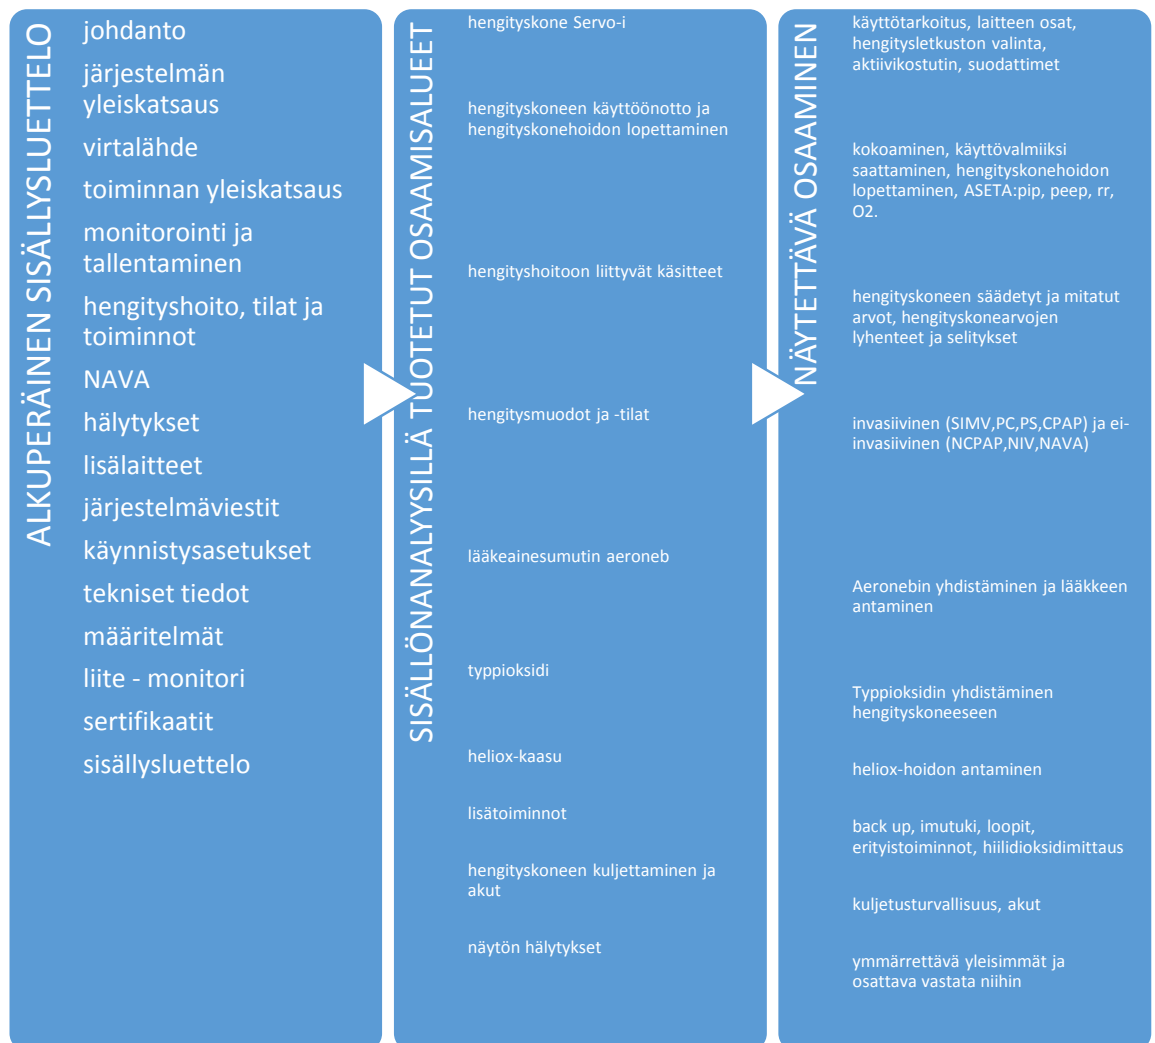 ALKUPERÄINEN SISÄLLYSLUETTELO
johdanto
järjestelmän
yleiskatsaus
virtalähde
toiminnan yleiskatsaus
monitorointi ja
tallentaminen
hengityshoito, tilat ja
toiminnot
NAVA
hälytykset
lisälaitteet
järjestelmäviestit
käynnistysasetukset
tekniset tiedot
määritelmät
liite - monitori
sertifikaatit
sisällysluettelo
SISÄLLÖNANALYYSILLÄ TUOTETUT OSAAMISALUEET
hengityskone Servo-i
hengityskoneen käyttöönotto ja
hengityskonehoidon lopettaminen
hengityshoitoon liittyvät käsitteet
hengitysmuodot ja -tilat
lääkeainesumutin aeroneb
typpioksidi
heliox-kaasu
lisätoiminnot
hengityskoneen kuljettaminen ja
akut
näytön hälytykset
NÄYTETTÄVÄ OSAAMINEN
käyttötarkoitus, laitteen osat,
hengitysletkuston valinta,
aktiivikostutin, suodattimet
kokoaminen, käyttövalmiiksi
saattaminen, hengityskonehoidon
lopettaminen, ASETA:pip, peep, rr,
O2.
hengityskoneen säädetyt ja mitatut
arvot, hengityskonearvojen
lyhenteet ja selitykset
invasiivinen (SIMV,PC,PS,CPAP) ja ei-
invasiivinen (NCPAP,NIV,NAVA)
Aeronebin yhdistäminen ja lääkkeen
antaminen
Typpioksidin yhdistäminen
hengityskoneeseen
heliox-hoidon antaminen
back up, imutuki, loopit,
erityistoiminnot, hiilidioksidimittaus
kuljetusturvallisuus, akut
ymmärrettävä yleisimmät ja
osattava vastata niihin